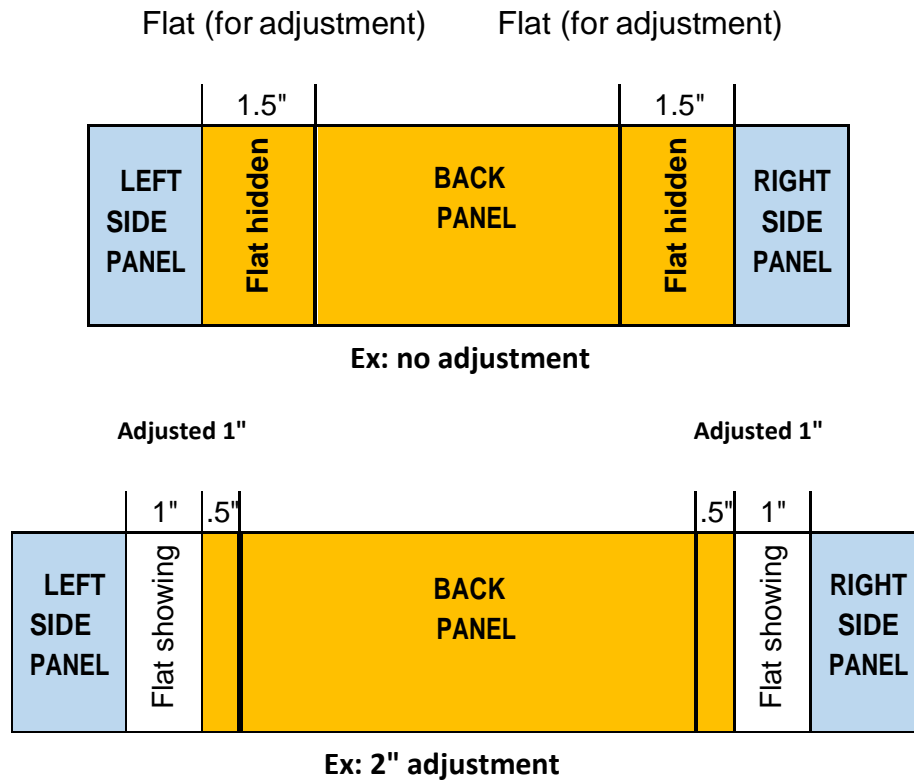 Flat (for adjustment) Flat (for adjustment)
1.5" 1.5"
LEFT
SIDE
PANEL
Flat hidden
BACK
PANEL
Flat hidden
RIGHT
SIDE
PANEL
Ex: no adjustment
Adjusted 1" Adjusted 1"
1" .5" .5" 1"
LEFT
SIDE
PANEL
Flat showing
BACK
PANEL
Flat showing
RIGHT
SIDE
PANEL
Ex: 2" adjustment